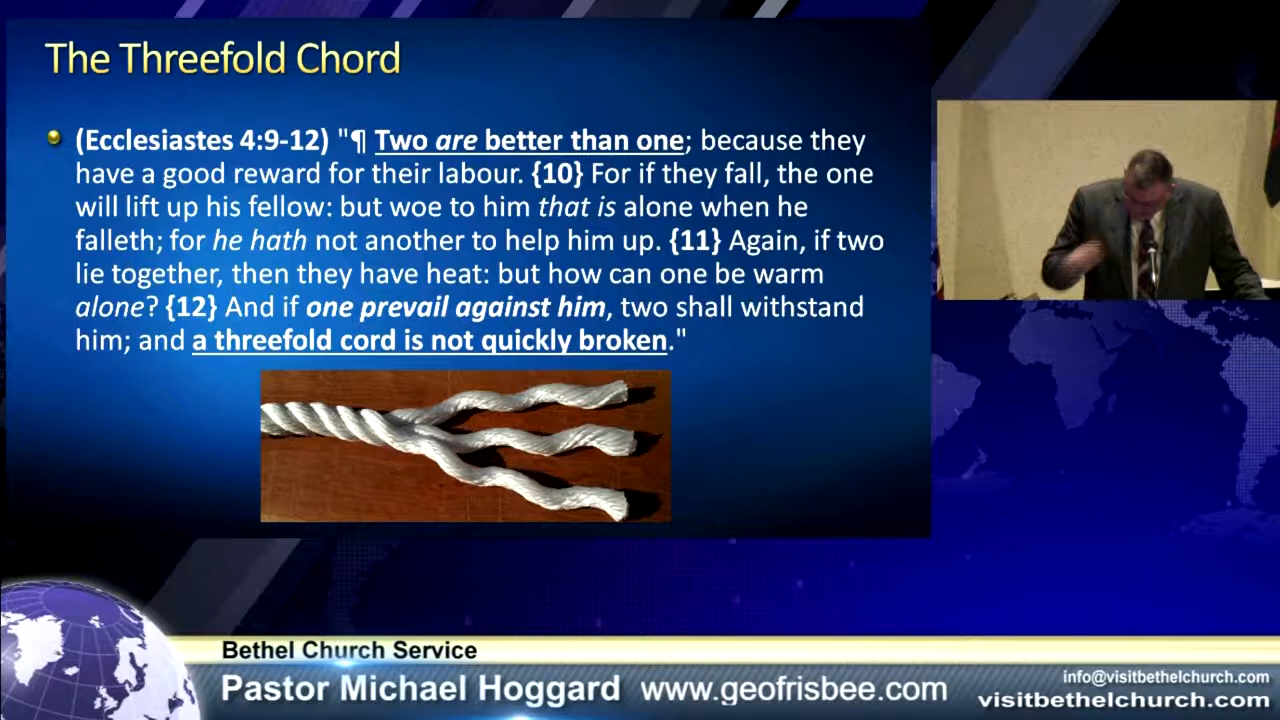 The Threefold Chord
(Ecclesiastes 4:9-12) "¶ Two are better than one; because they
have a good reward for their labour. {10} For if they fall, the one
will lift up his fellow: but woe to him that is alone when he
falleth; for he hath not another to help him up. {11} Again, if two
lie together, then they have heat: but how can one be warm
alone? {12} And if one prevail against him, two shall withstand
him; and a threefold cord is not quickly broken."
Bethel Church Service
Pastor Michael Hoggard www.geofrisbee.com
info@visitbethelchurch.com
visitbethelchurch.com